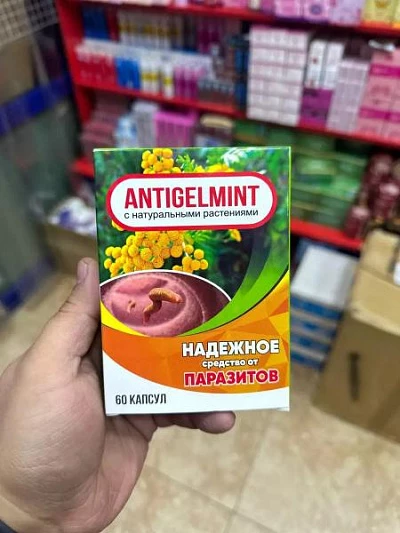 ANTIGELMINT
с натуральными растениями
НАДЕЖНОЕ
средство от
ПАРАЗИТОВ
60 КАПСУЛ